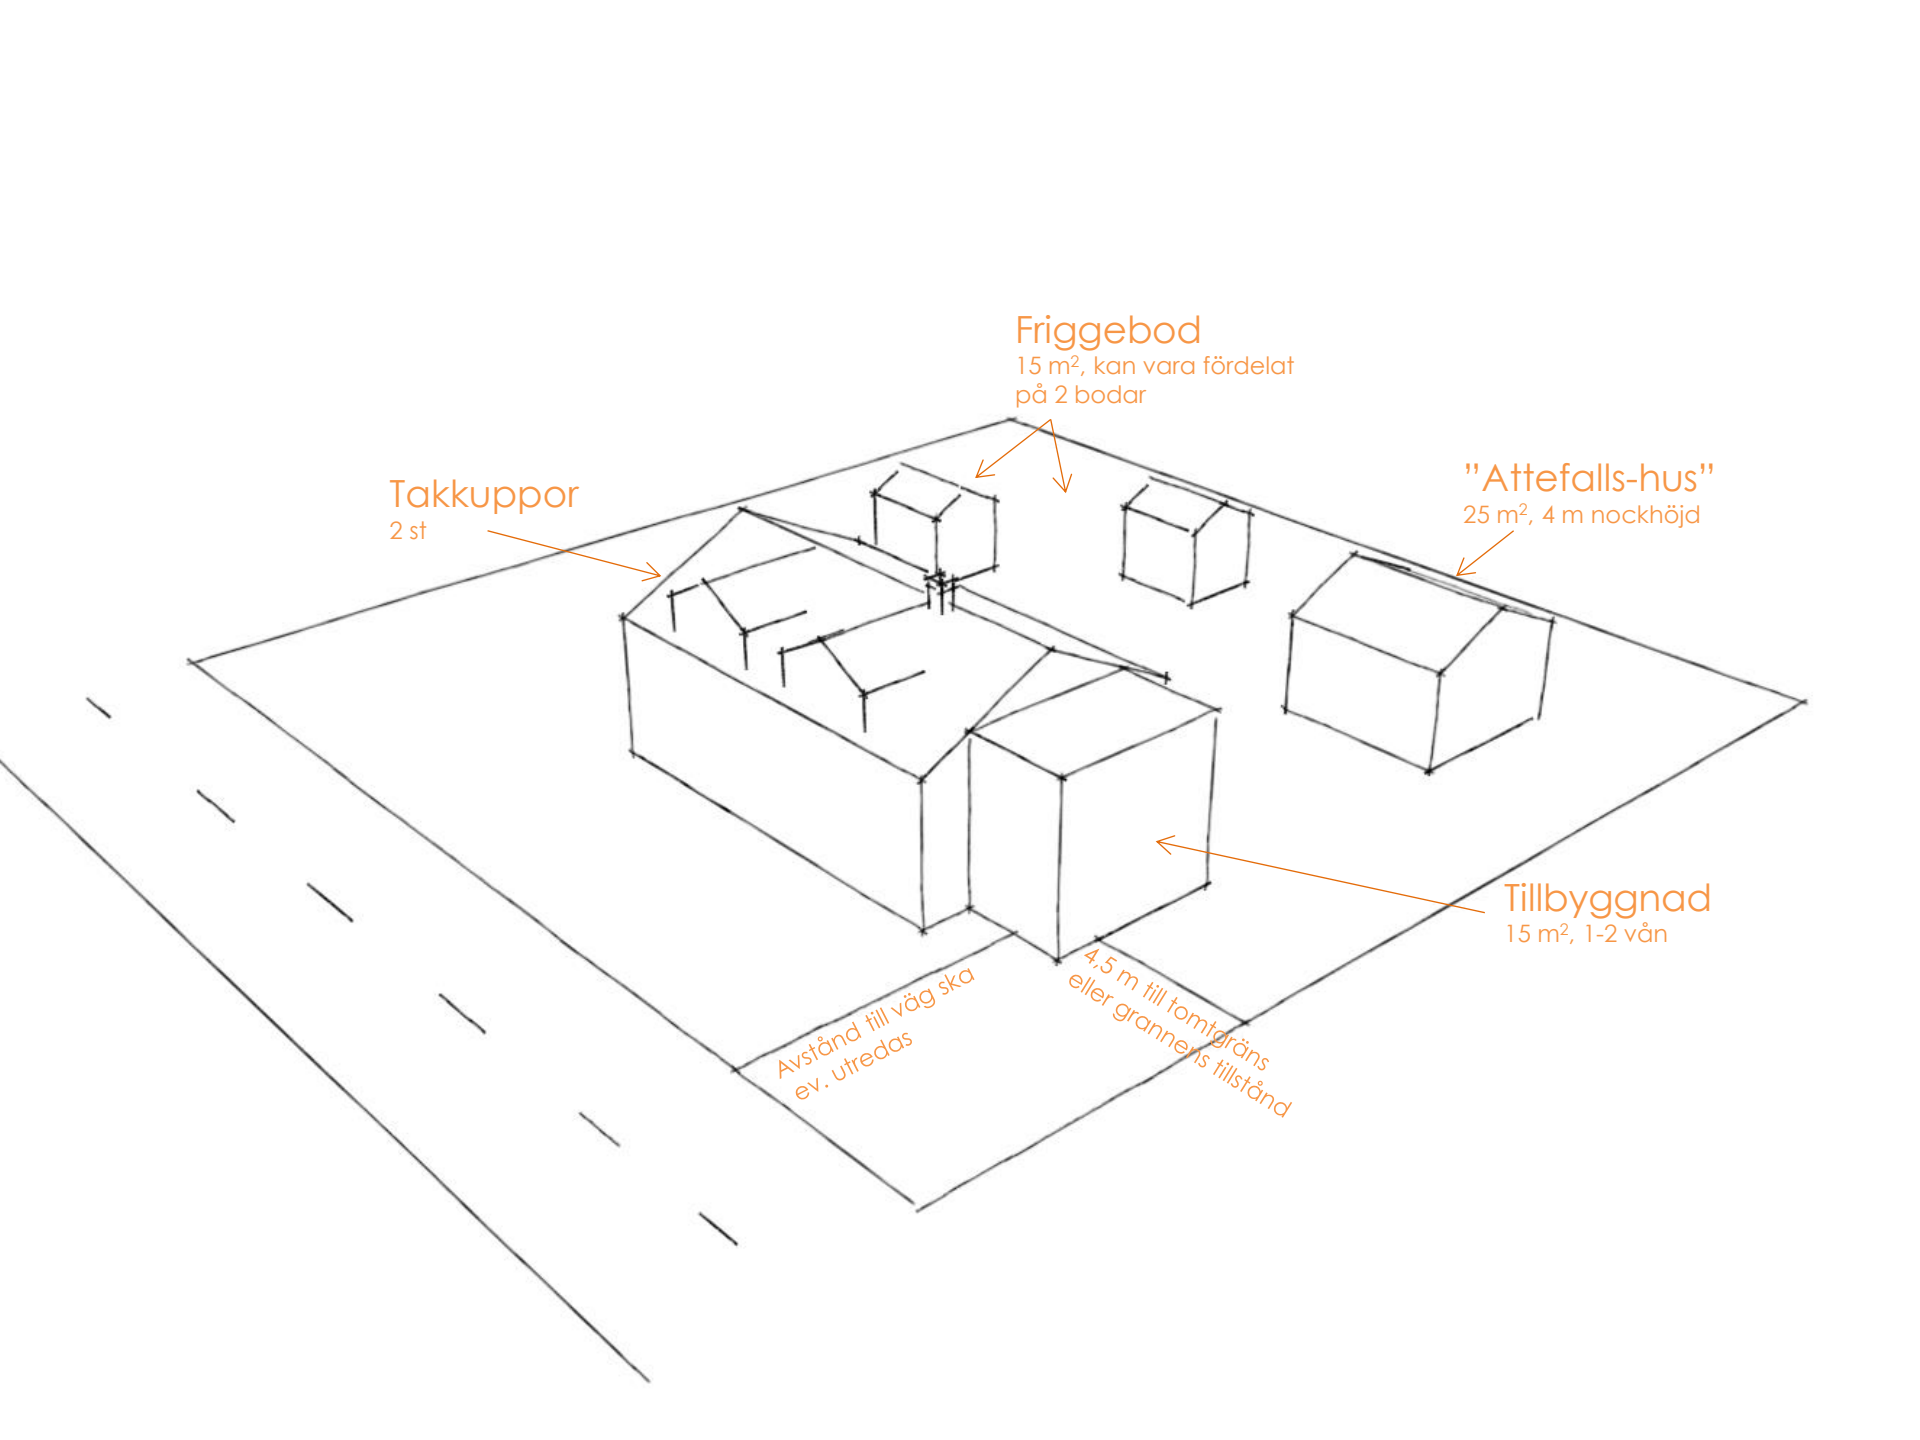 Friggebod
15 m², kan vara fördelat
på 2 bodar
Takkuppor
2 st
”Attefalls-hus”
25 m², 4 m nockhöjd
Tillbyggnad
15 m², 1-2 vån
Avstånd till väg ska
ev. utredas
4,5 m till tomtgräns
eller grannens tillstånd